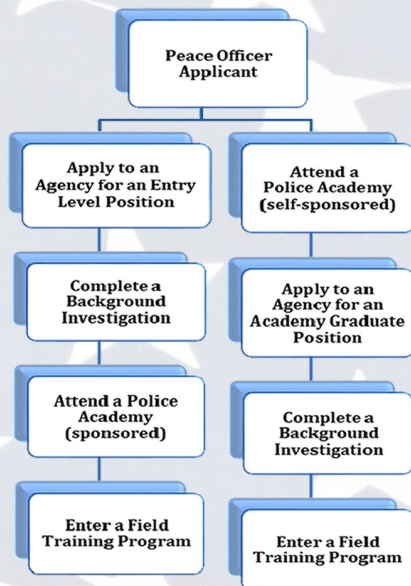 Peace Officer
Applicant
Apply to an
Agency for an Entry
Level Position
Complete a
Background
Investigation
Attend a Police
Academy
(sponsored)
Enter a Field
Training Program
Attend a
Police Academy
(self-sponsored)
Apply to an
Agency for an
Academy Graduate
Position
Complete a
Background
Investigation
Enter a Field
Training Program